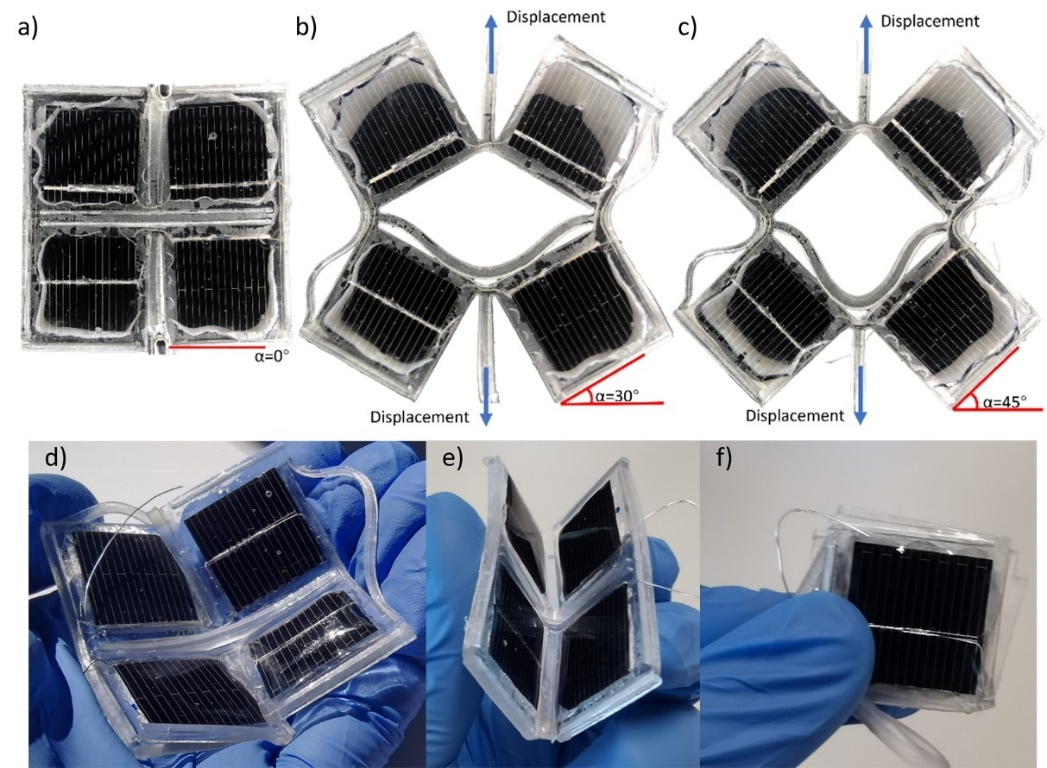 a)
b)
c)
Displacement
Displacement
α=0°
α=30°
α=45°
Displacement
Displacement
d)
e)
f)